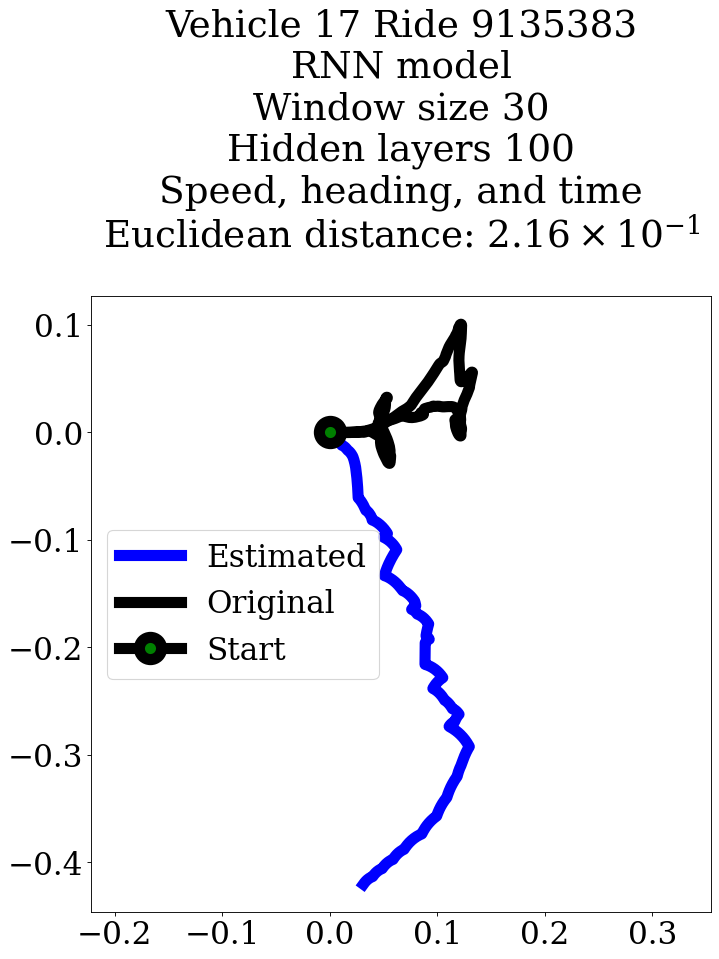 Vehicle 17 Ride 9135383
RNN model
Window size 30
Hidden layers 100
Speed, heading, and time
Euclidean distance: 2.16 × 10⁻¹
0.1
0.0
−0.1
−0.2
−0.3
−0.4
Estimated
Original
Start
−0.2 −0.1 0.0 0.1 0.2 0.3